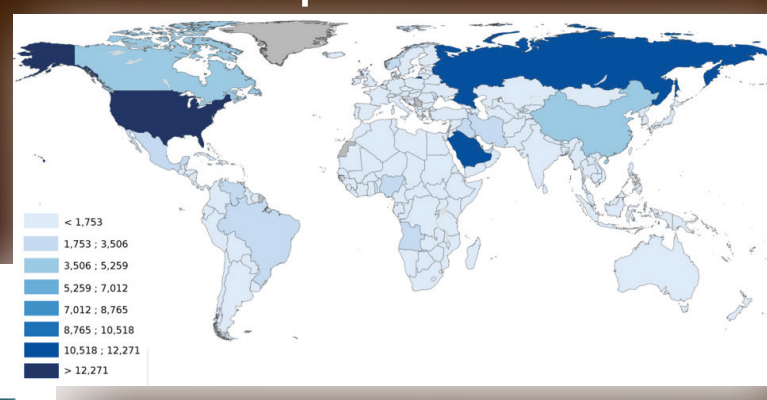 < 1,753
1,753 ; 3,506
3,506 ; 5,259
5,259 ; 7,012
7,012 ; 8,765
8,765 ; 10,518
10,518 ; 12,271
> 12,271